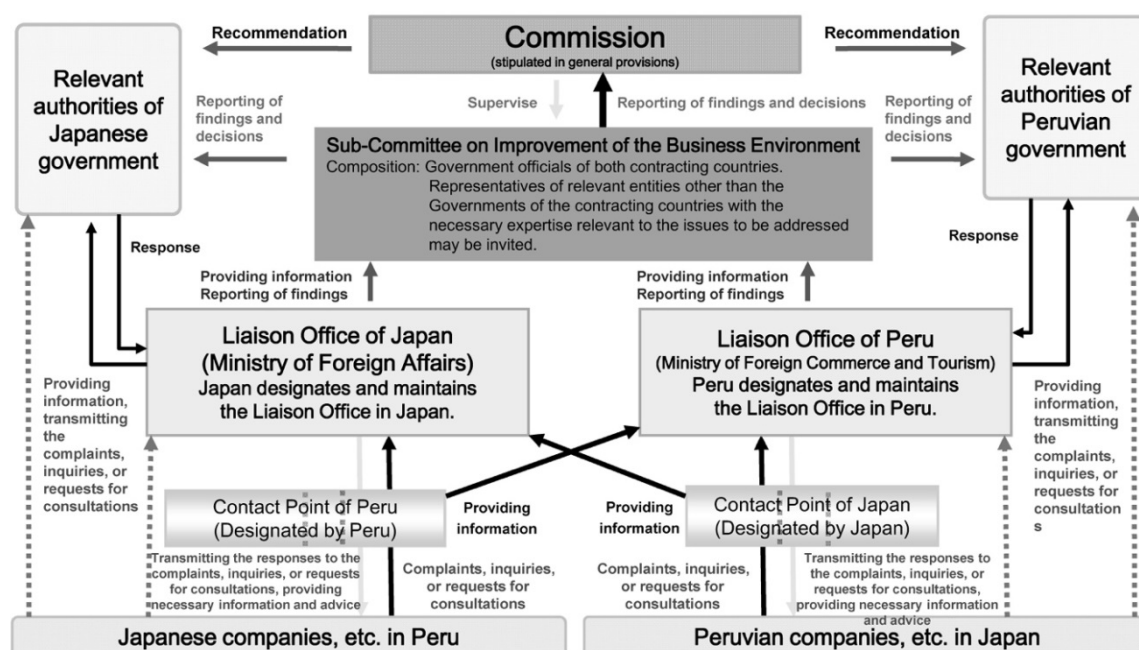 Commission
(stipulated in general provisions)
Recommendation
Recommendation
Relevant
authorities of
Japanese
government
Relevant
authorities of
Peruvian
government
Reporting of
findings and
decisions
Supervise
Reporting of findings and decisions
Reporting of
findings and
decisions
Sub-Committee on Improvement of the Business Environment
Composition: Government officials of both contracting countries.
Representatives of relevant entities other than the
Governments of the contracting countries with the
necessary expertise relevant to the issues to be addressed
may be invited.
Response
Response
Providing information
Reporting of findings
Providing information
Reporting of findings
Liaison Office of Japan
(Ministry of Foreign Affairs)
Japan designates and maintains
the Liaison Office in Japan.
Liaison Office of Peru
(Ministry of Foreign Commerce and Tourism)
Peru designates and maintains
the Liaison Office in Peru.
Providing
information,
transmitting
the
complaints,
inquiries, or
requests for
consultations
Providing
information,
transmitting
the
complaints,
inquiries, or
requests for
consultation
s
Contact Point of Peru
(Designated by Peru)
Providing
information
Providing
information
Contact Point of Japan
(Designated by Japan)
Transmitting the responses to the
complaints, inquiries, or requests
for consultations, providing
necessary information and advice
Complaints, inquiries,
or requests for
consultations
Complaints, inquiries,
or requests for
consultations
Transmitting the responses to
the complaints, inquiries, or
requests for consultations,
providing necessary information
and advice
Japanese companies, etc. in Peru
Peruvian companies, etc. in Japan